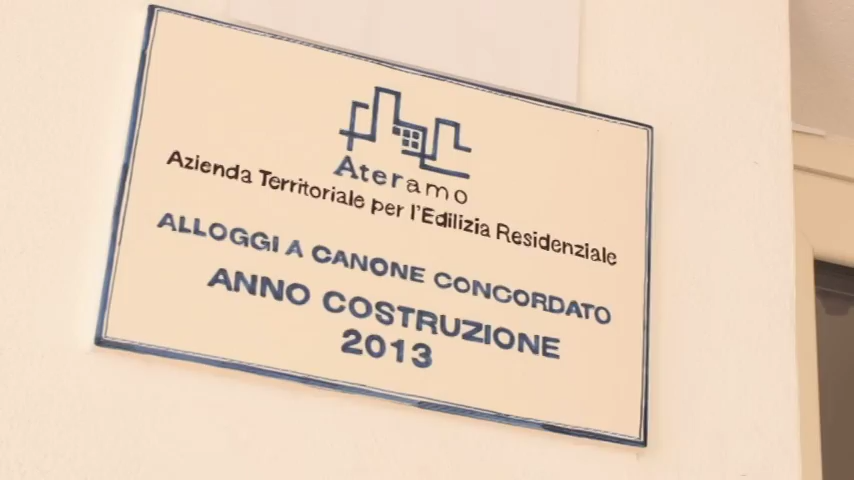 Ateramo
Azienda Territoriale per l'Edilizia Residenziale
ALLOGGI A CANONE CONCORDATO
ANNO COSTRUZIONE
2013